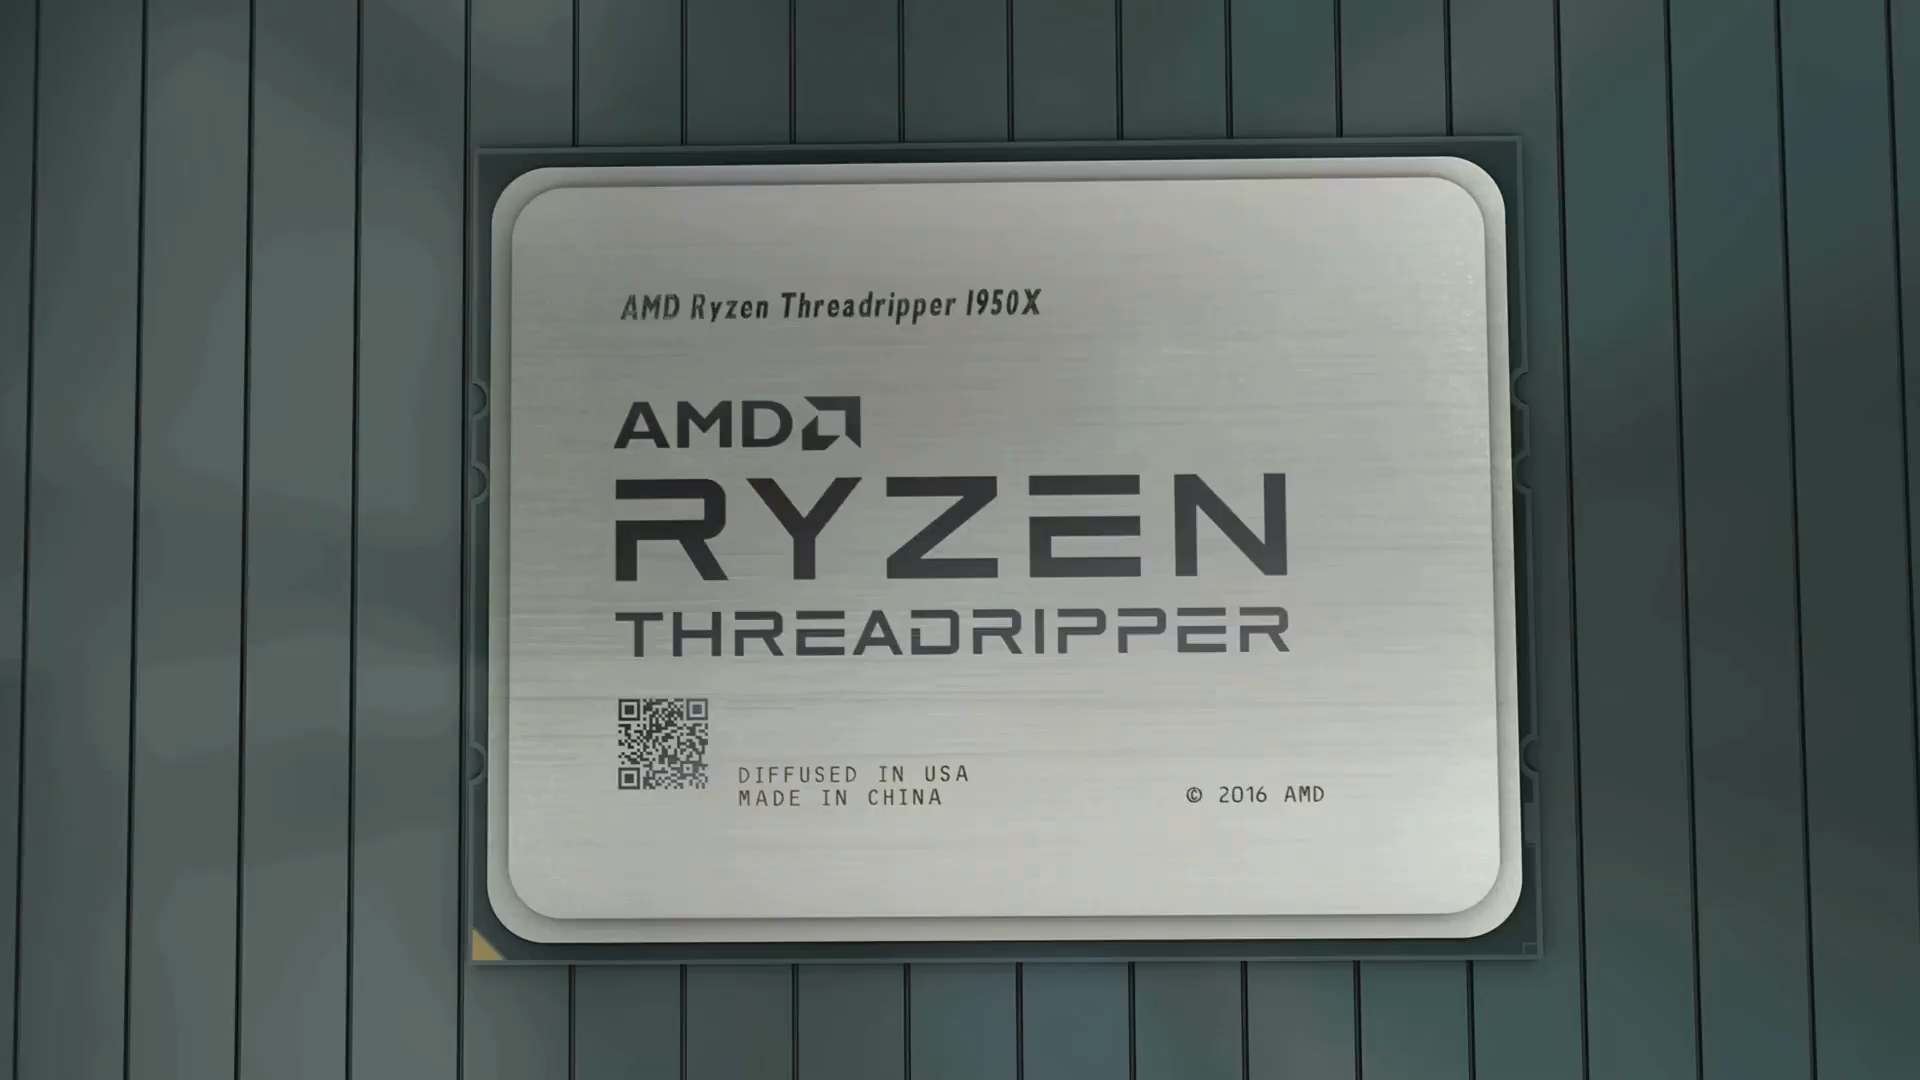 AMD Ryzen Threadripper 1950X
AMD
RYZEN
THREADRIPPER
DIFFUSED IN USA
MADE IN CHINA
© 2016 AMD